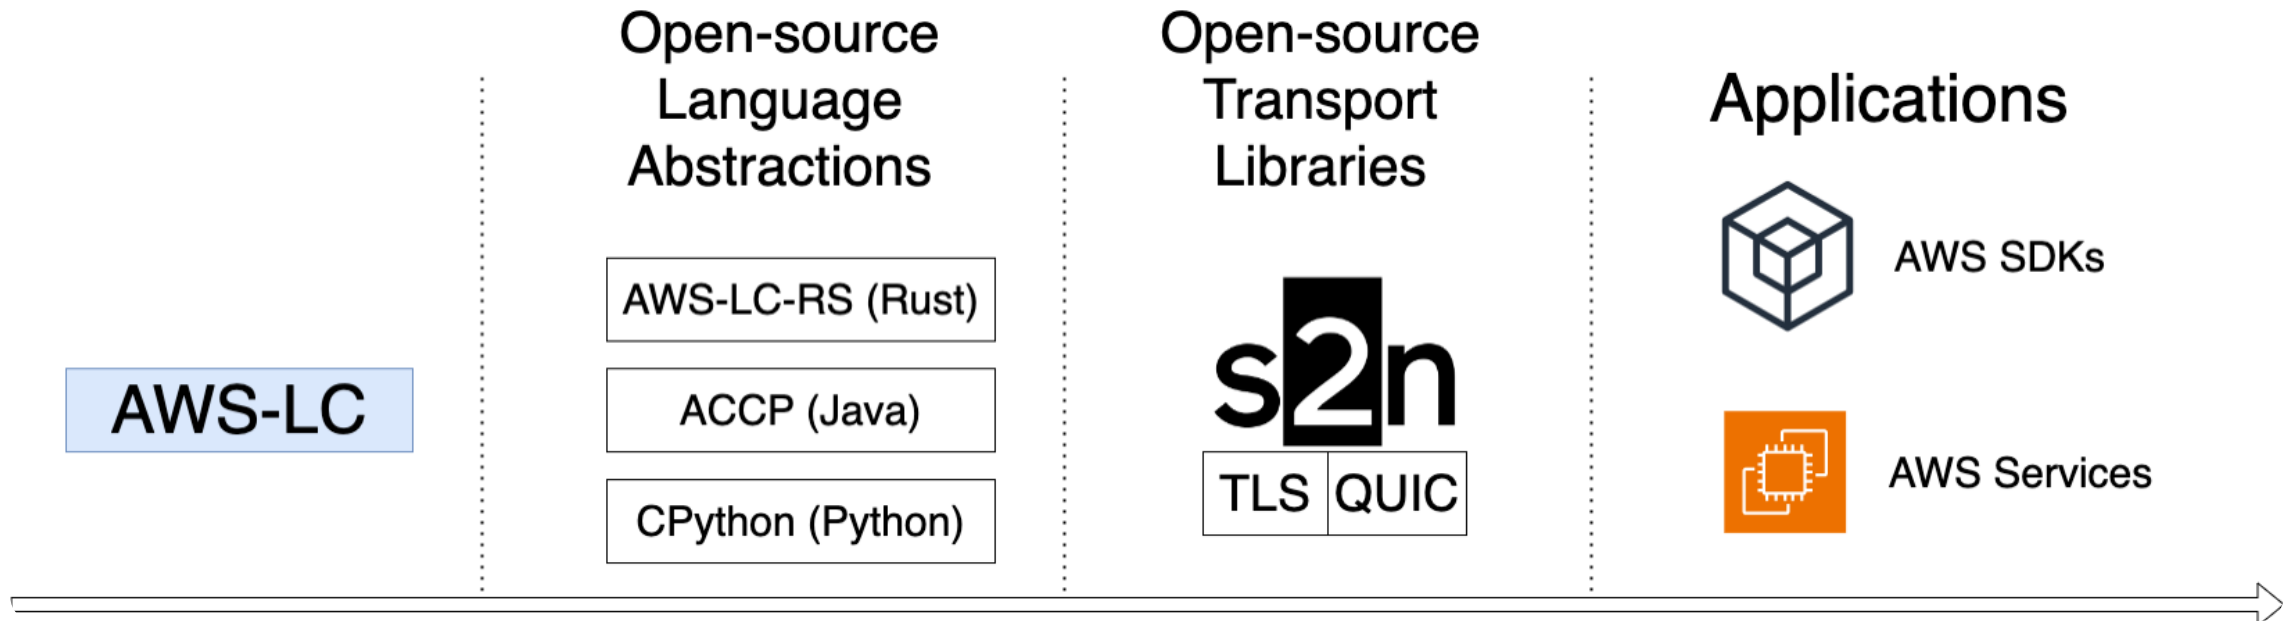 AWS-LC
Open-source
Language
Abstractions
AWS-LC-RS (Rust)
ACCP (Java)
CPython (Python)
Open-source
Transport
Libraries
s2n
TLS QUIC
Applications
AWS SDKs
AWS Services